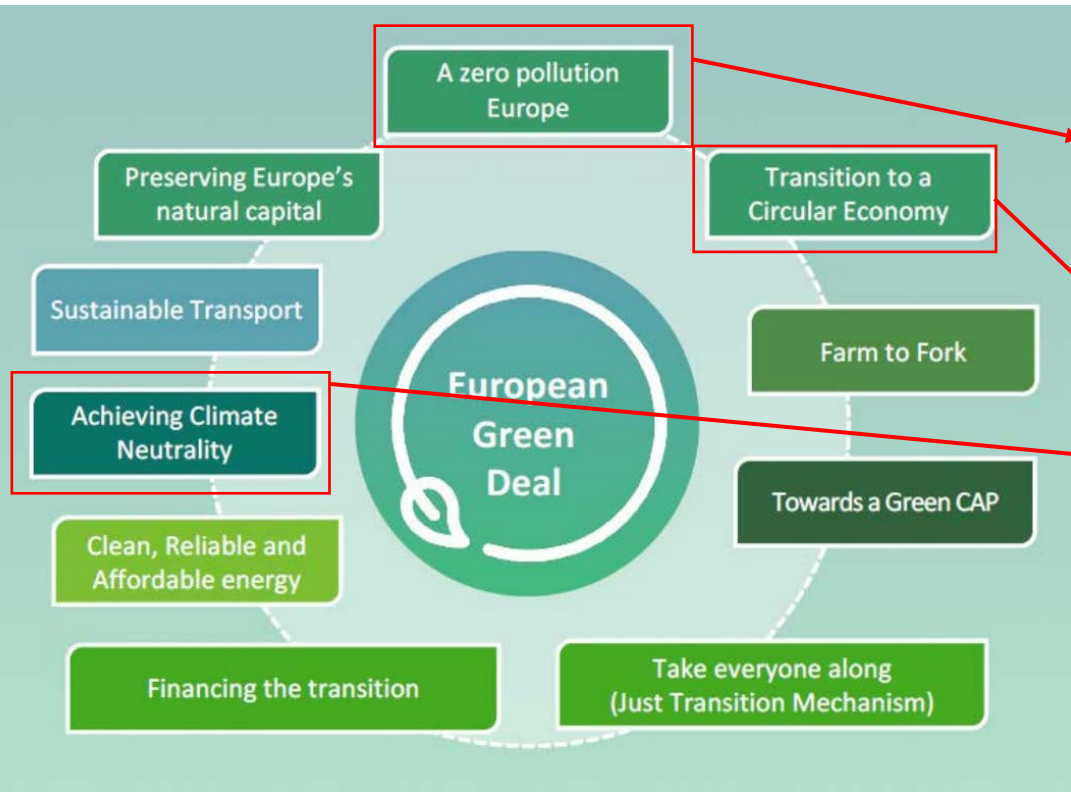 A zero pollution
Europe
Preserving Europe's
natural capital
Transition to a
Circular Economy
Sustainable Transport
Farm to Fork
European
Green
Deal
Achieving Climate
Neutrality
Towards a Green CAP
Clean, Reliable and
Affordable energy
Financing the transition
Take everyone along
(Just Transition Mechanism)